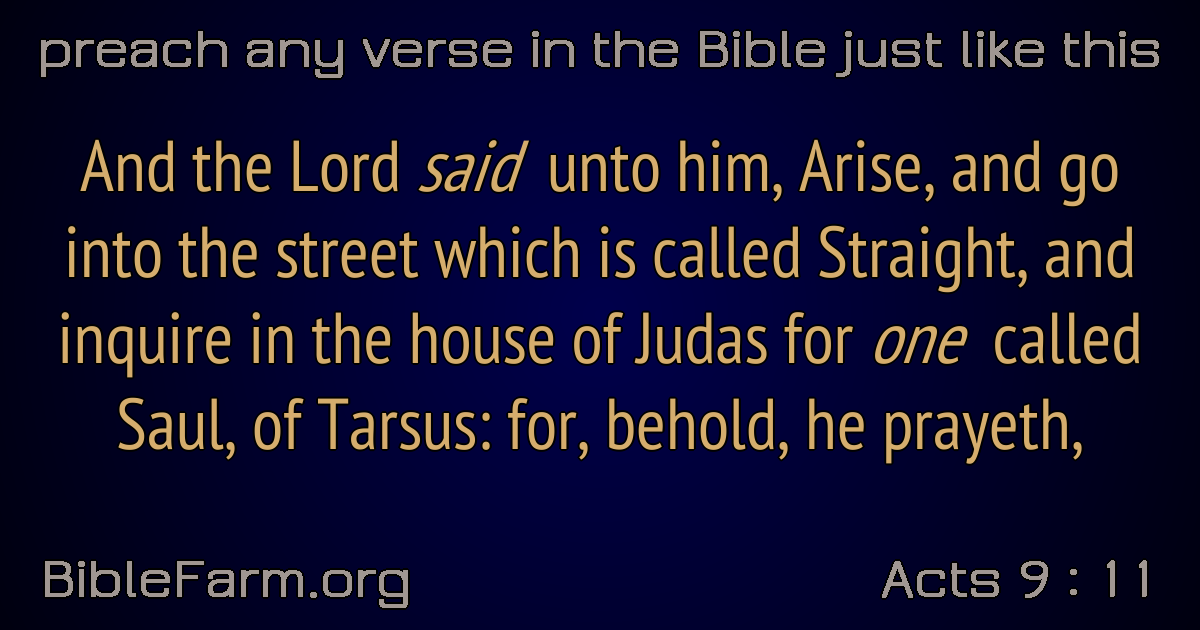 preach any verse in the Bible just like this
And the Lord said unto him, Arise, and go
into the street which is called Straight, and
inquire in the house of Judas for one called
Saul, of Tarsus: for, behold, he prayeth,
BibleFarm.org
Acts 9 : 11